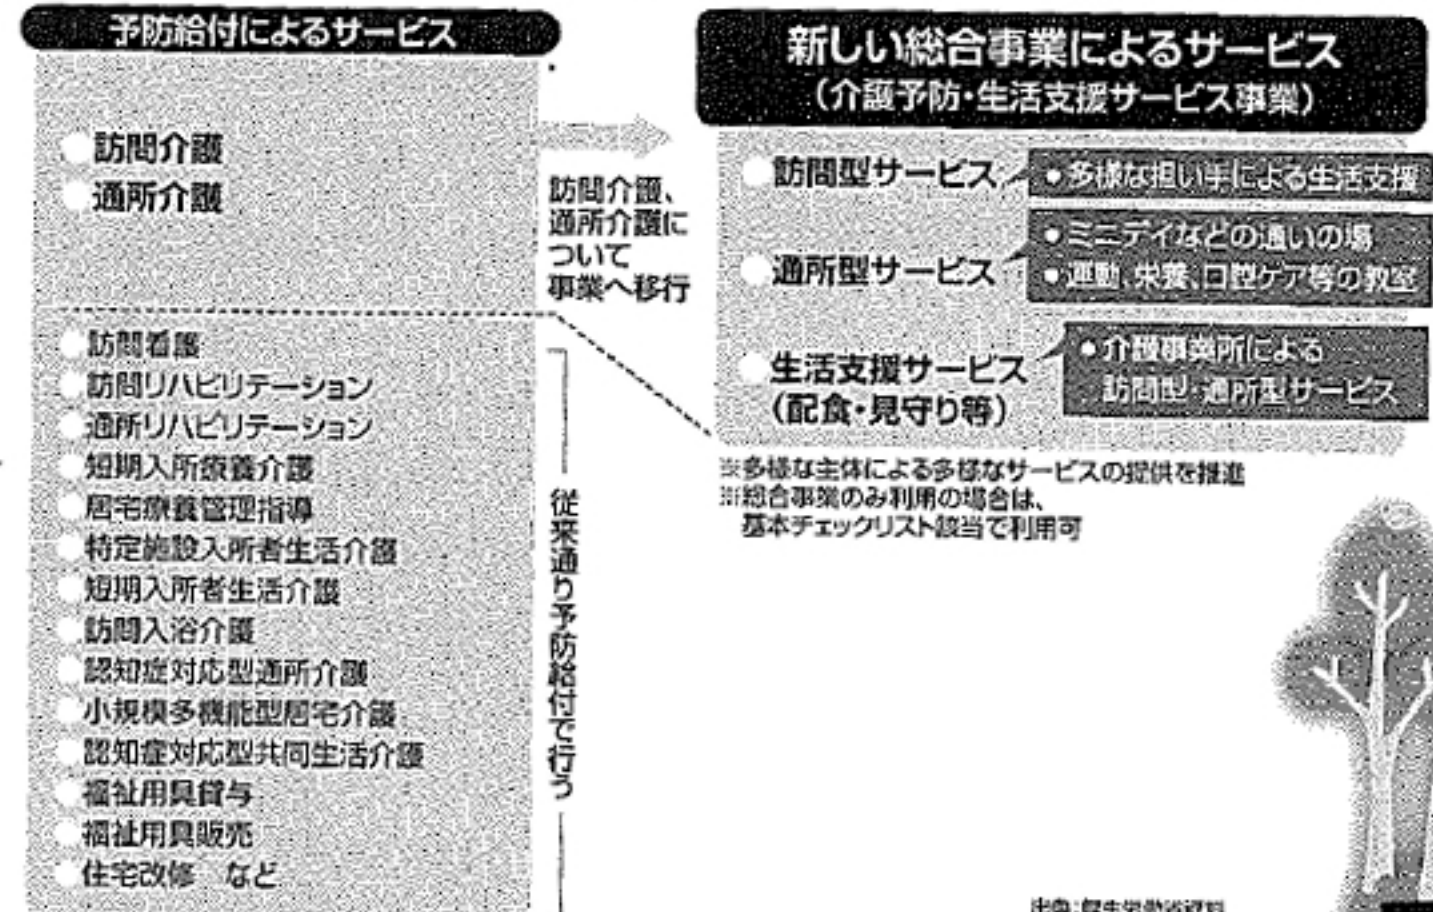 予防給付によるサービス
訪問介護
通所介護
訪問介護、
通所介護に
ついて
事業へ移行
訪問看護
訪問リハビリテーション
通所リハビリテーション
短期入所療養介護
居宅療養管理指導
特定施設入所者生活介護
短期入所者生活介護
訪問入浴介護
認知症対応型通所介護
小規模多機能型居宅介護
認知症対応型共同生活介護
福祉用具貸与
福祉用具販売
住宅改修 など
従来通り予防給付で行う
新しい総合事業によるサービス
(介護予防・生活支援サービス事業)
訪問型サービス
•多様な担い手による生活支援
通所型サービス
•ミニデイなどの通いの場
•運動、栄養、口腔ケア等の教室
生活支援サービス
(配食・見守り等)
•介護事業所による
訪問型・通所型サービス
※多様な主体による多様なサービスの提供を推進
※総合事業のみ利用の場合は、
基本チェックリスト該当で利用可
出典:厚生労働省資料